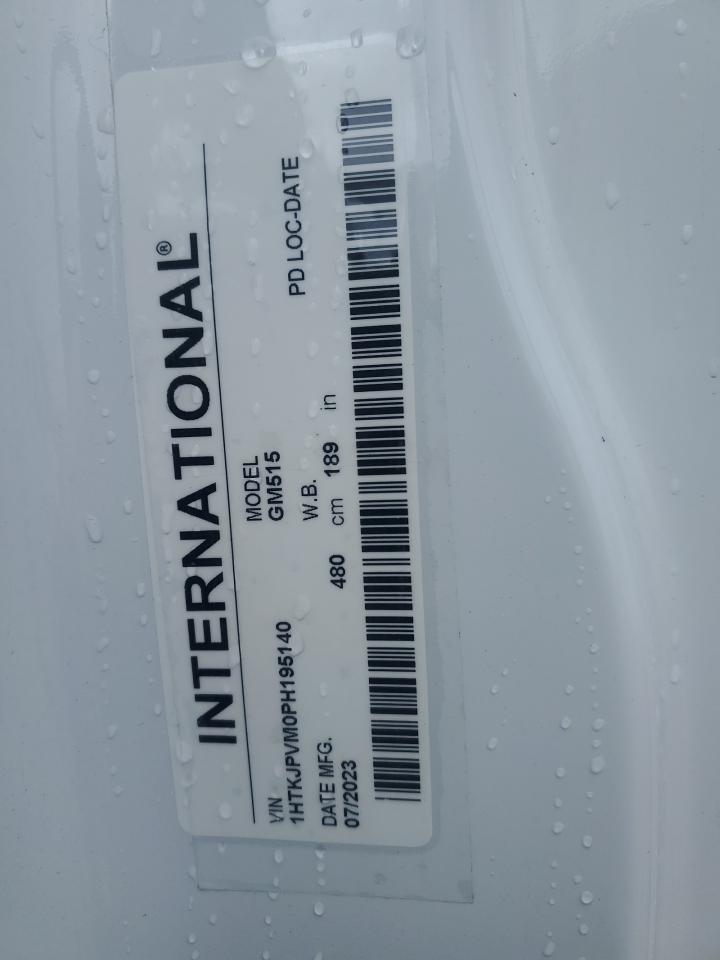 INTERNATIONAL®
VIN
1HTKJPVM0PH195140
MODEL
GM515
PD LOC-DATE
DATE MFG.
07/2023
W.B.
480 cm 189 in